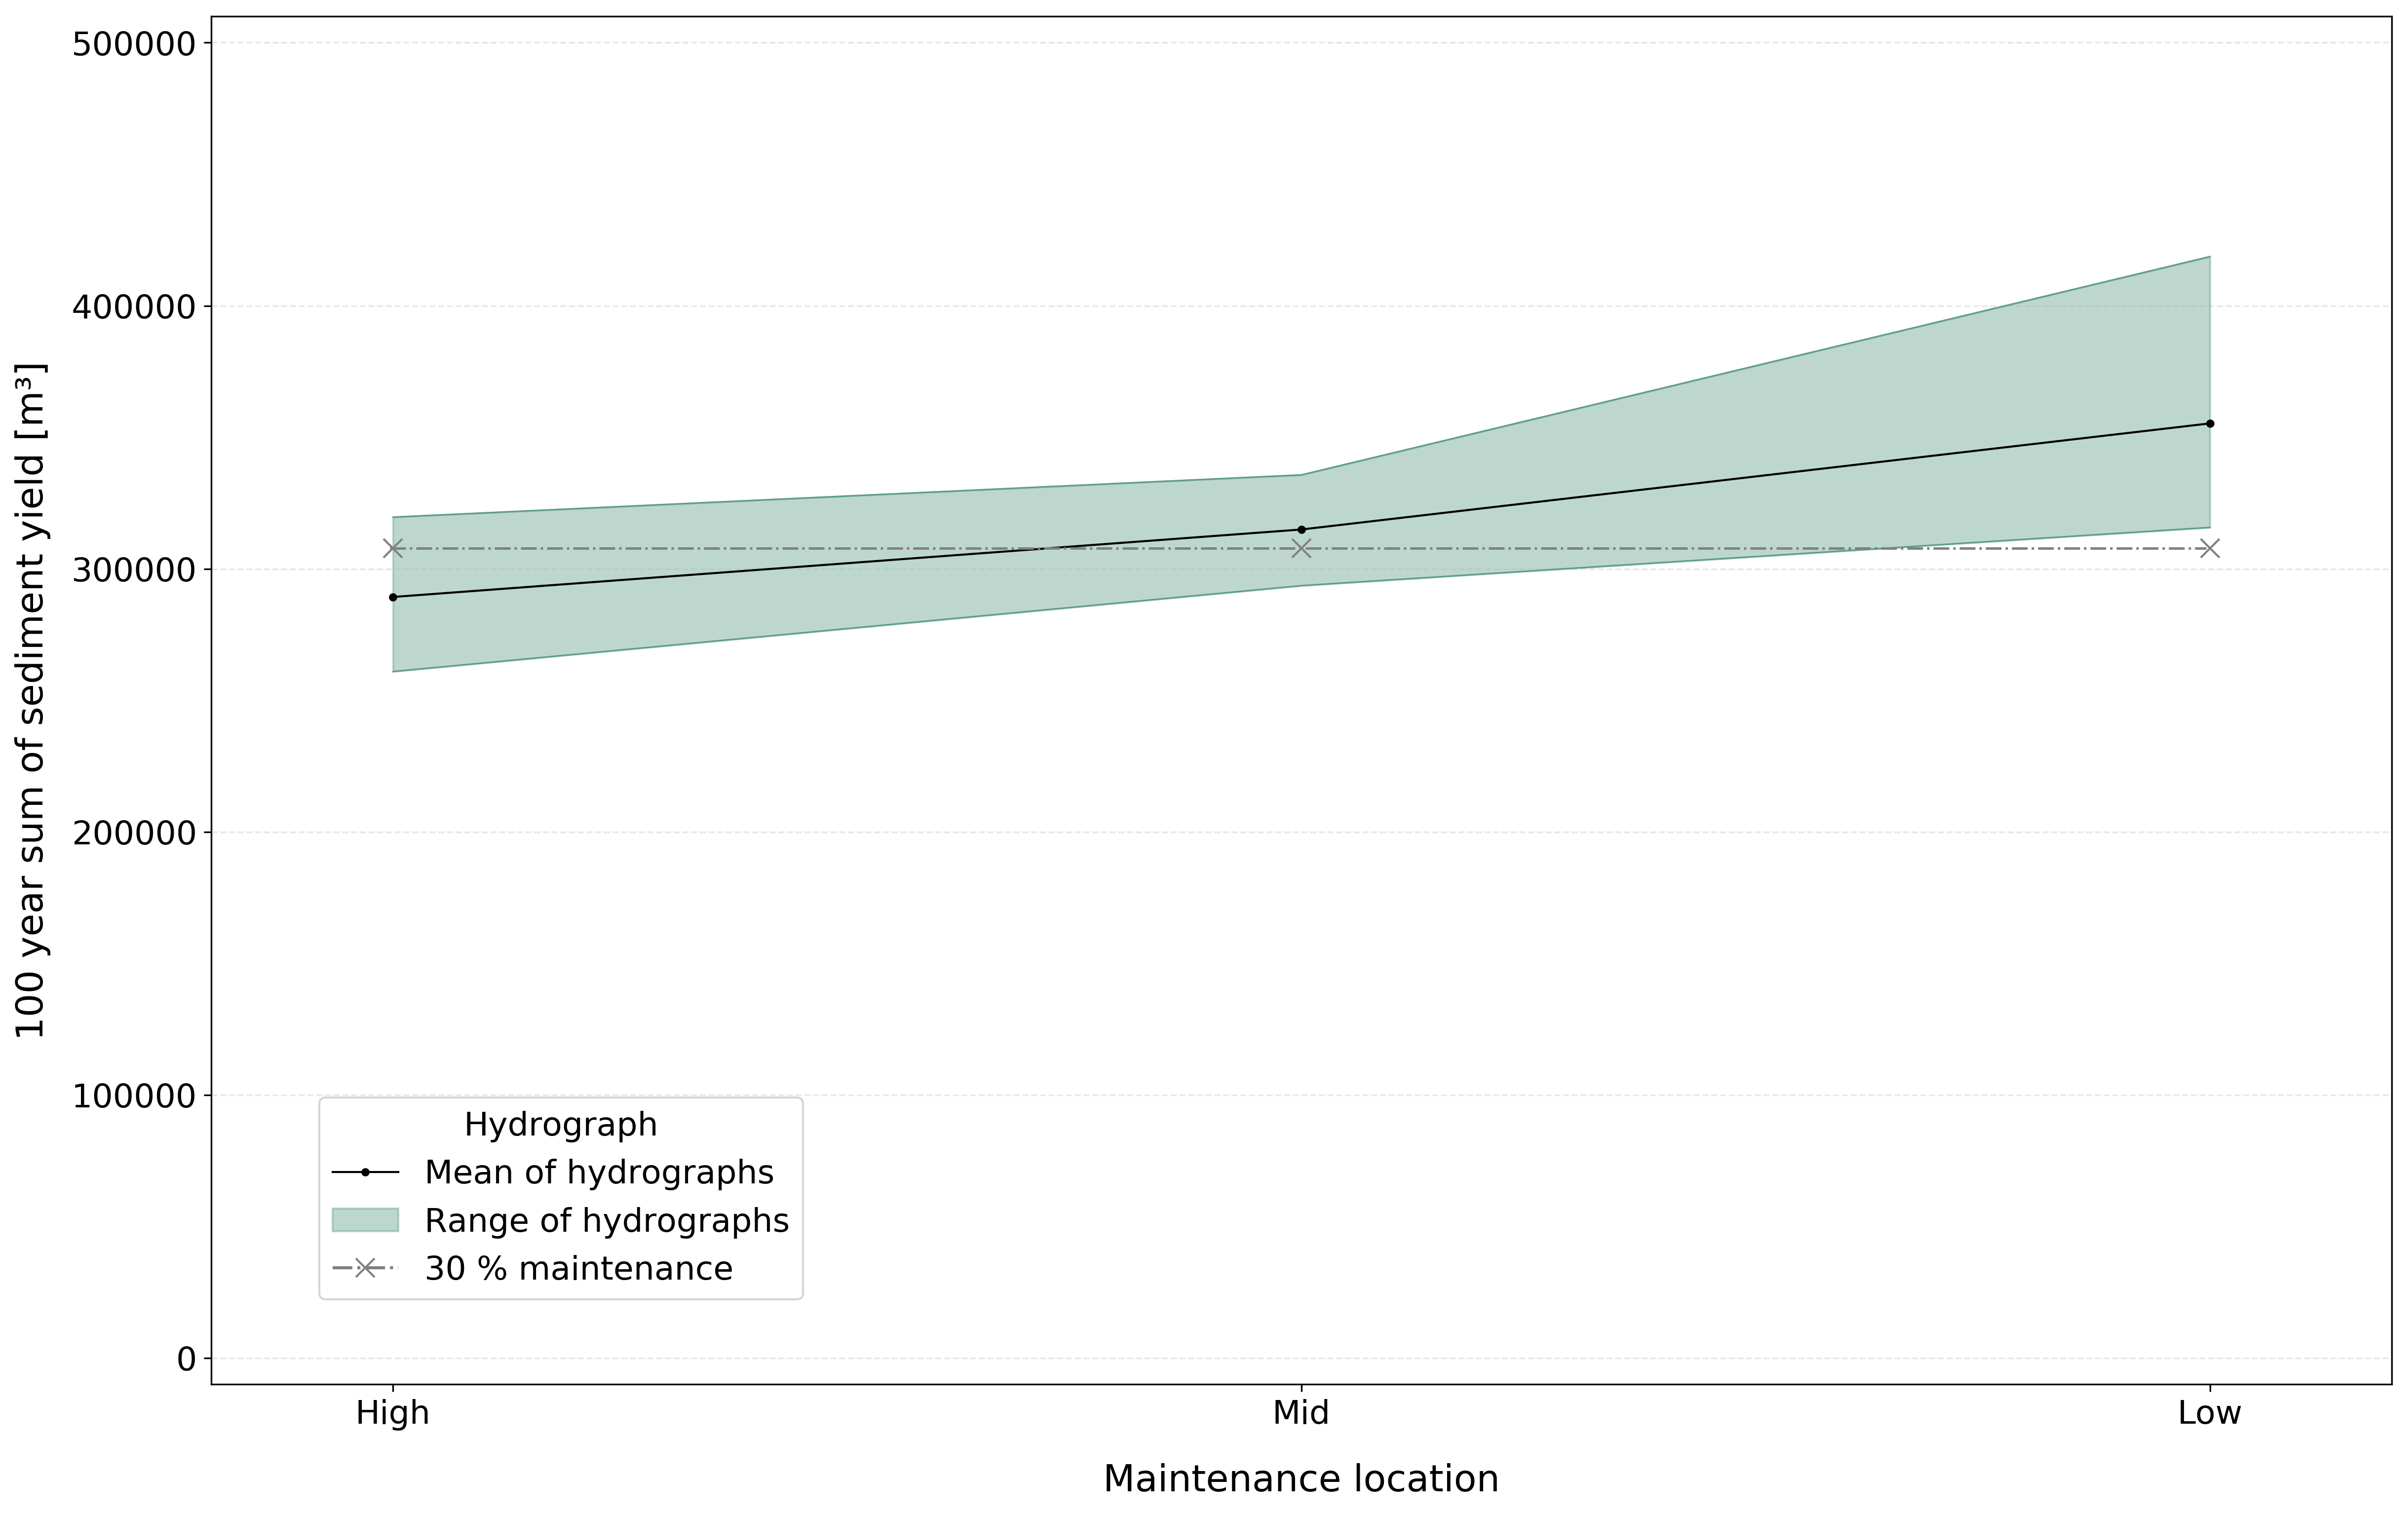 500000
400000
300000
200000
100000
0
100 year sum of sediment yield [m³]
Hydrograph
Mean of hydrographs
Range of hydrographs
30 % maintenance
High
Mid
Low
Maintenance location